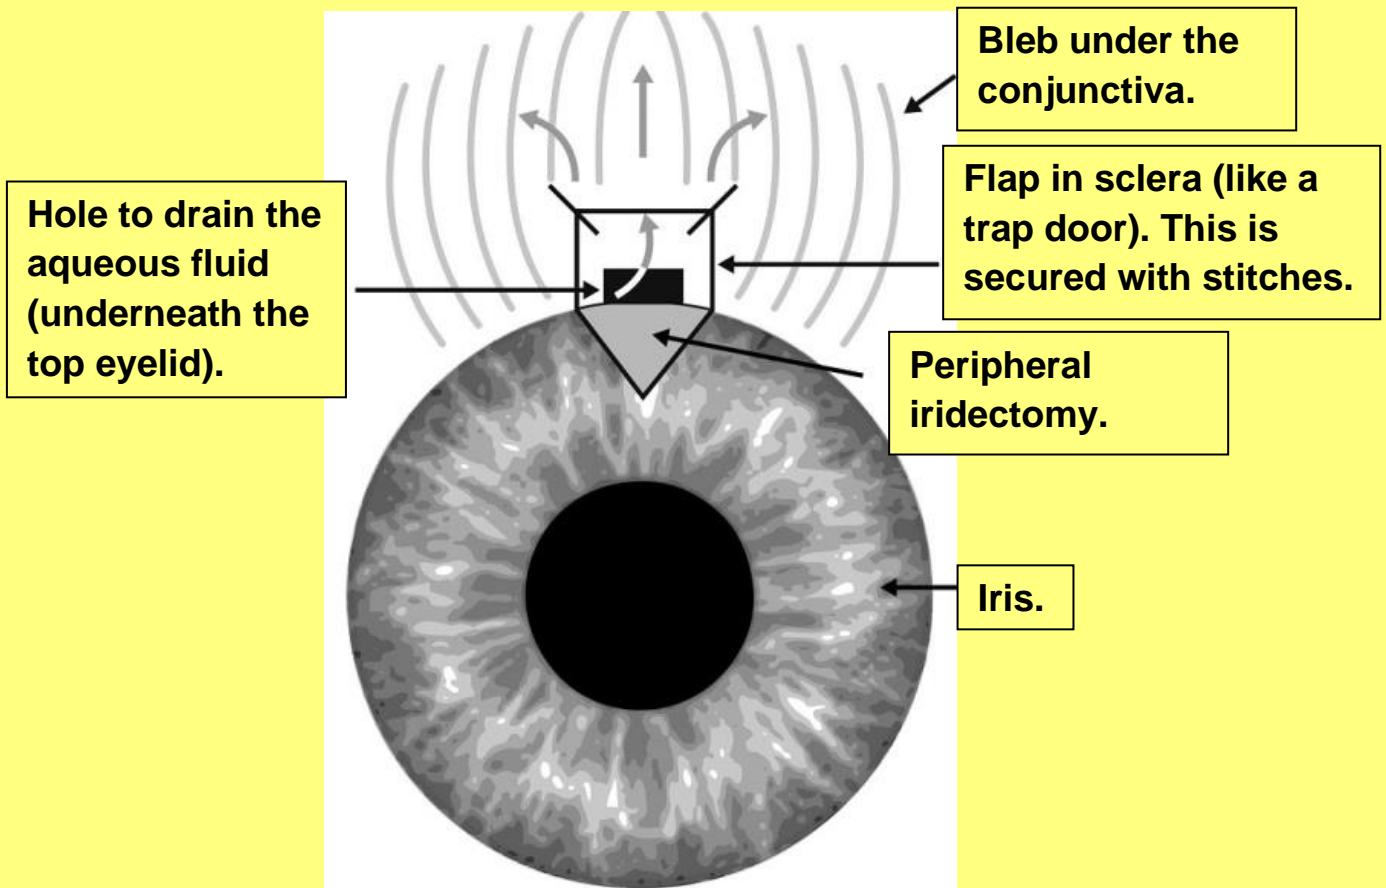 Bleb under the
conjunctiva.
Flap in sclera (like a
trap door). This is
secured with stitches.
Hole to drain the
aqueous fluid
(underneath the
top eyelid).
Peripheral
iridectomy.
Iris.